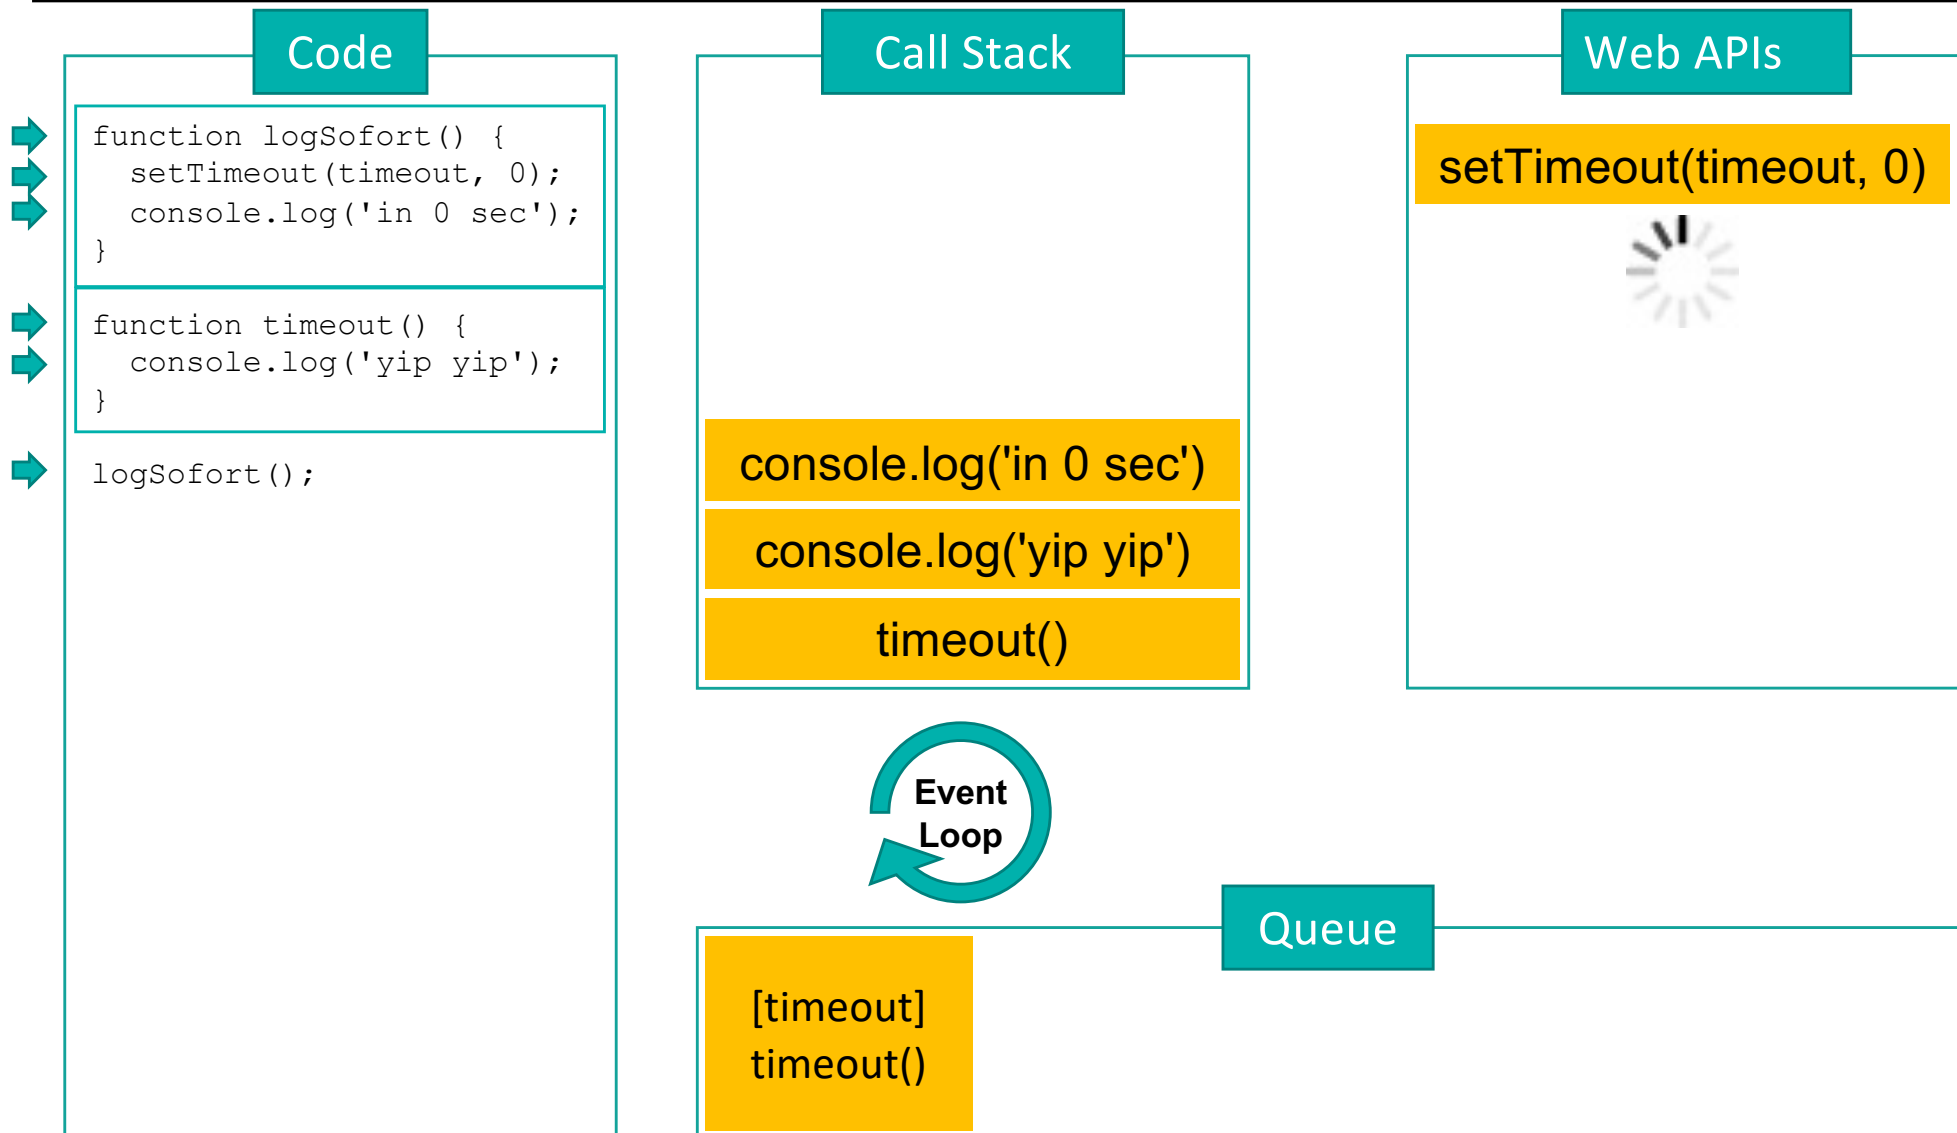 Code
function logSofort() {
  setTimeout(timeout, 0);
  console.log('in 0 sec');
}
function timeout() {
  console.log('yip yip');
}
logSofort();
Call Stack
console.log('in 0 sec')
console.log('yip yip')
timeout()
Web APIs
setTimeout(timeout, 0)
Event
Loop
Queue
[timeout]
timeout()